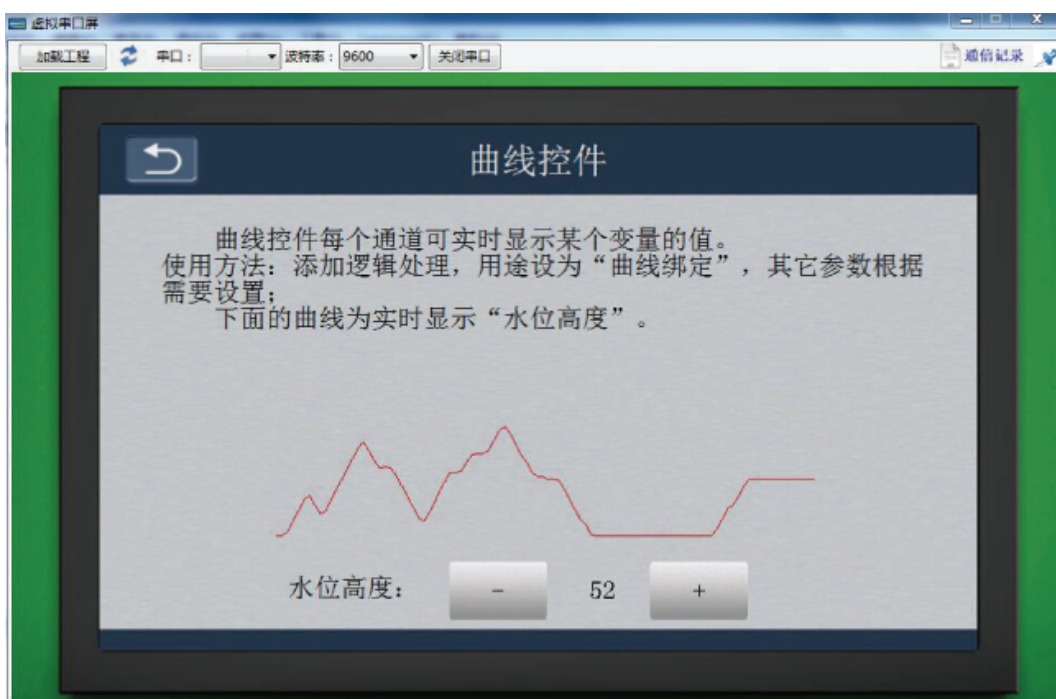 虚拟串口屏
加载工程 串口: 波特率: 9600 关闭串口 通信记录
曲线控件
曲线控件每个通道可实时显示某个变量的值。
使用方法: 添加逻辑处理, 用途设为“曲线绑定”, 其它参数根据
需要设置;
下面的曲线为实时显示“水位高度”。
水位高度: - 52 +